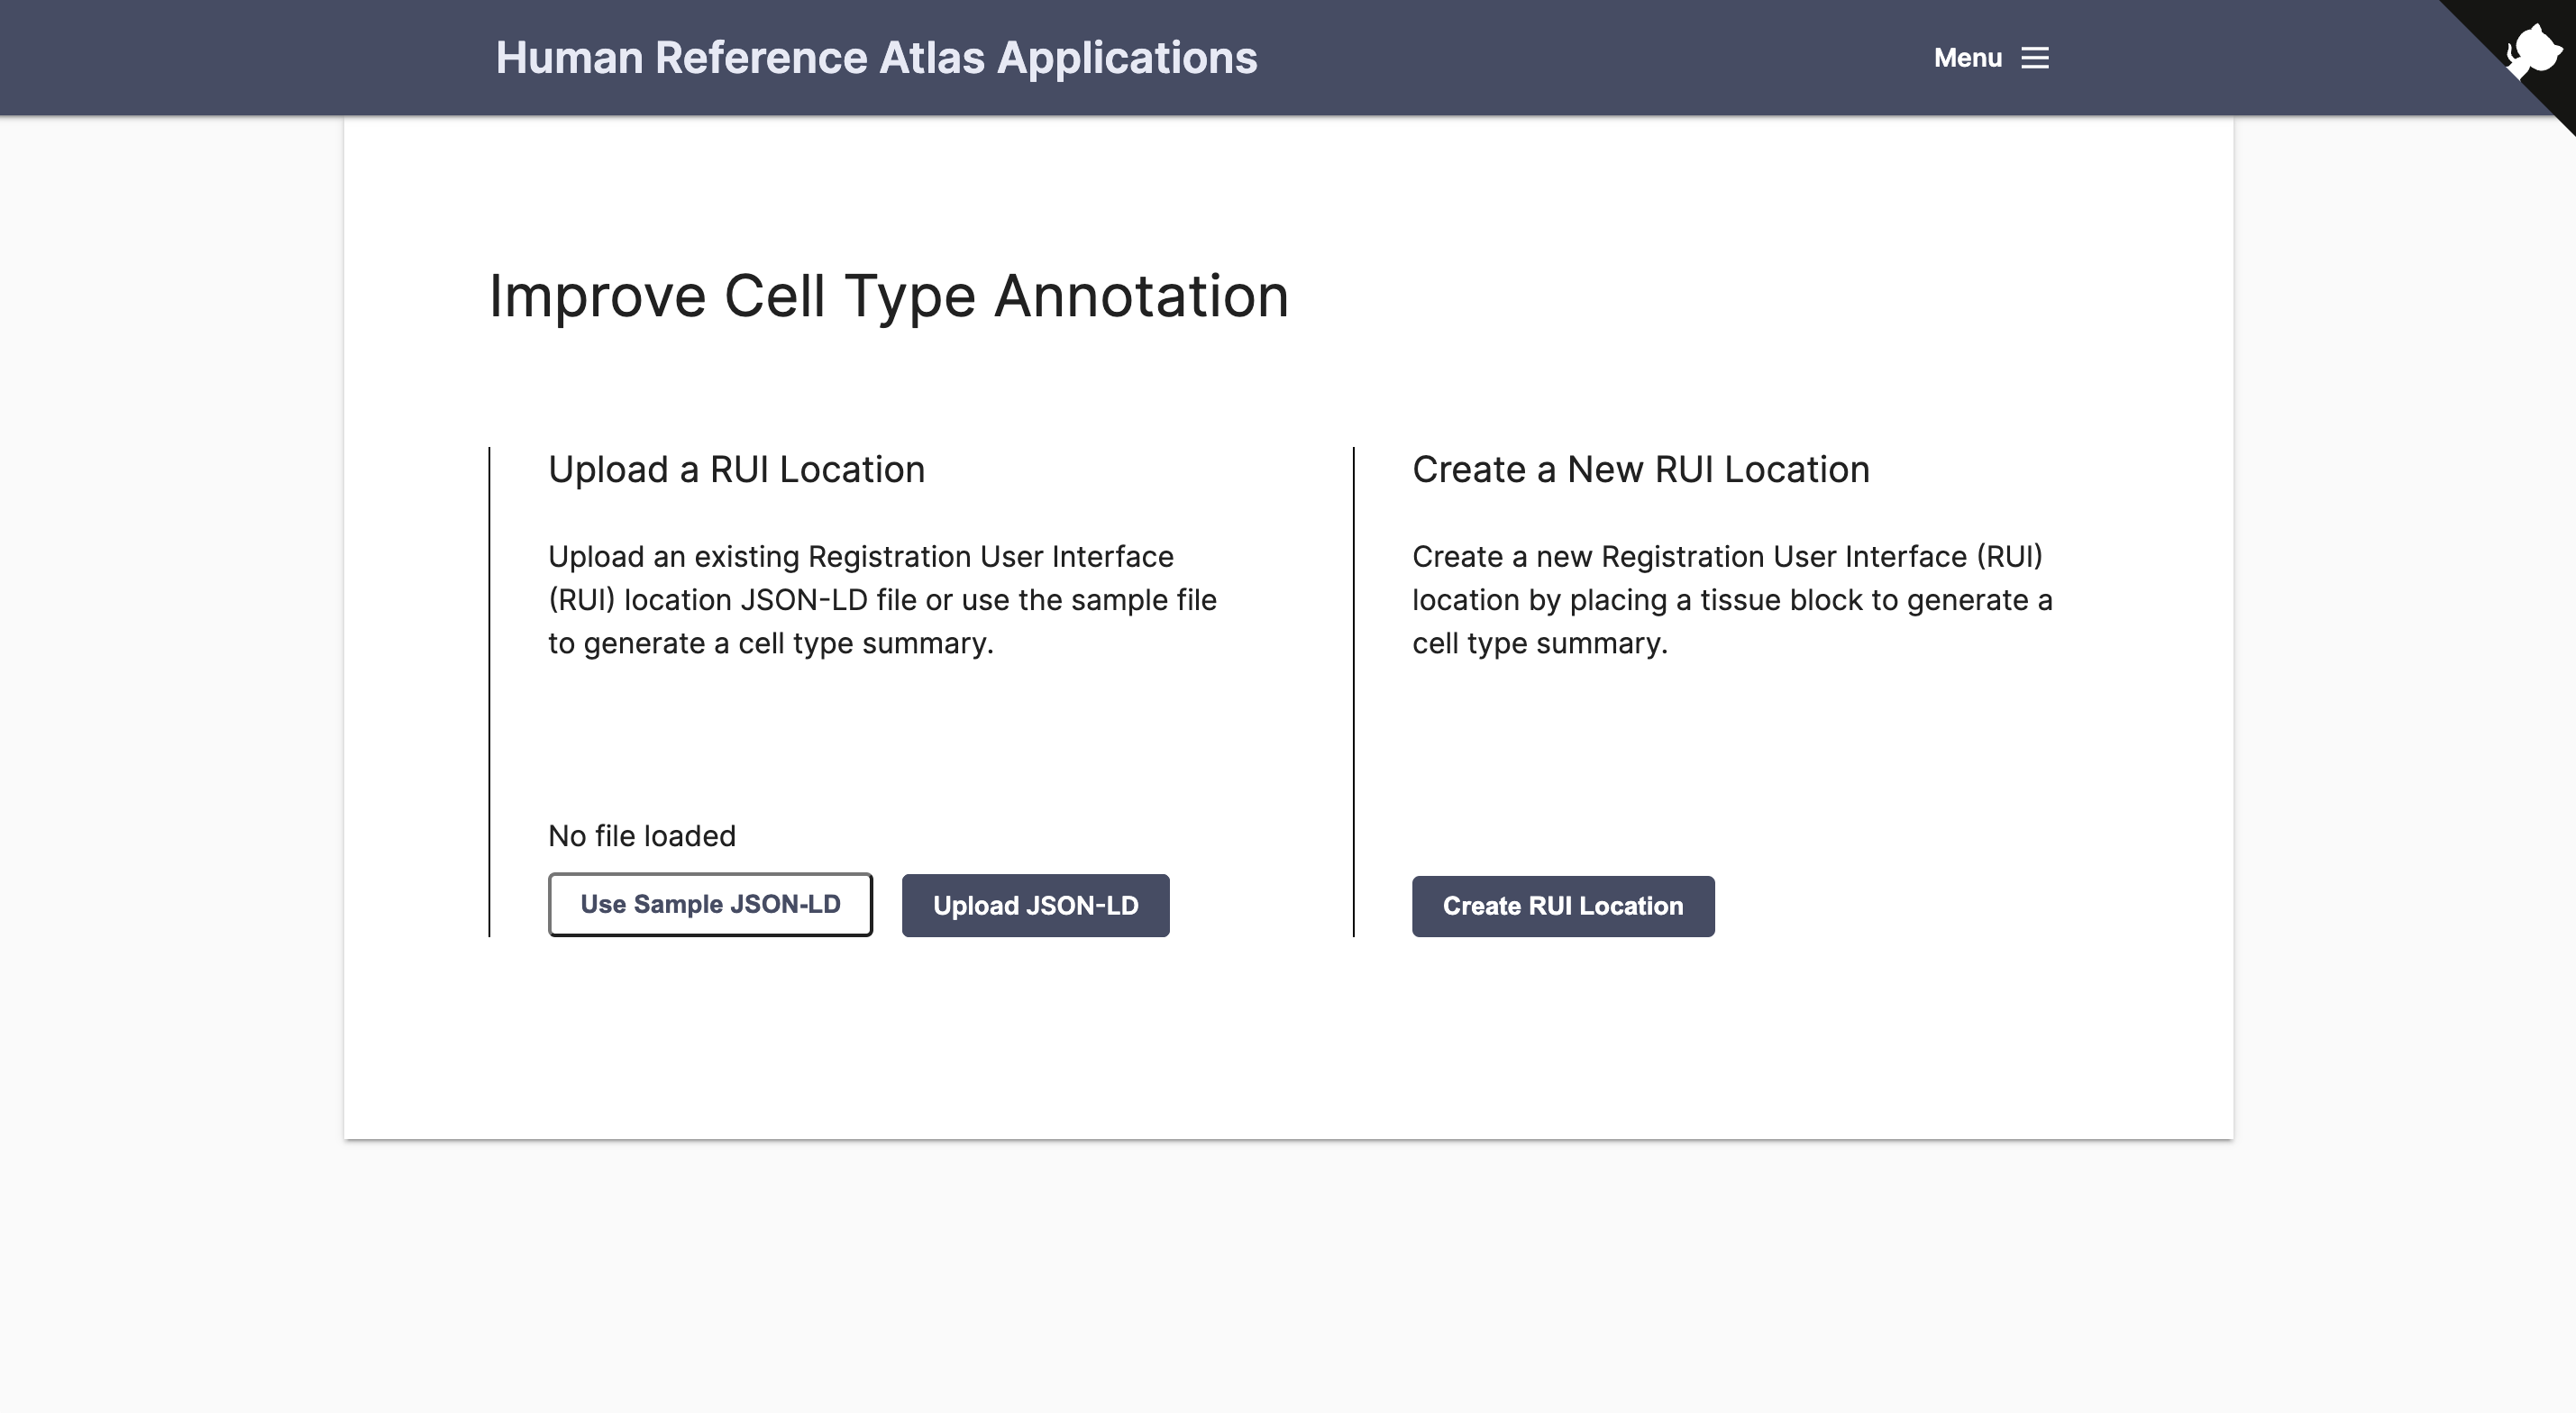 Human Reference Atlas Applications
Menu
Improve Cell Type Annotation
Upload a RUI Location
Upload an existing Registration User Interface
(RUI) location JSON-LD file or use the sample file
to generate a cell type summary.
No file loaded
Use Sample JSON-LD
Upload JSON-LD
Create a New RUI Location
Create a new Registration User Interface (RUI)
location by placing a tissue block to generate a
cell type summary.
Create RUI Location